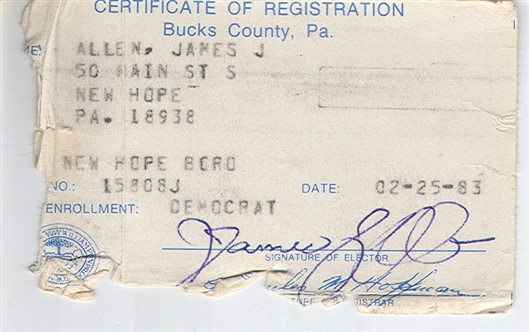 CERTIFICATE OF REGISTRATION
Bucks County, Pa.
ALLEN, JAMES J
50 MAIN ST S
NEW HOPE
PA. 18938
NEW HOPE BORO
NO.: 15808J DATE: 02-25-83
ENROLLMENT: DEMOCRAT
SIGNATURE OF ELECTOR
M. Hoffman